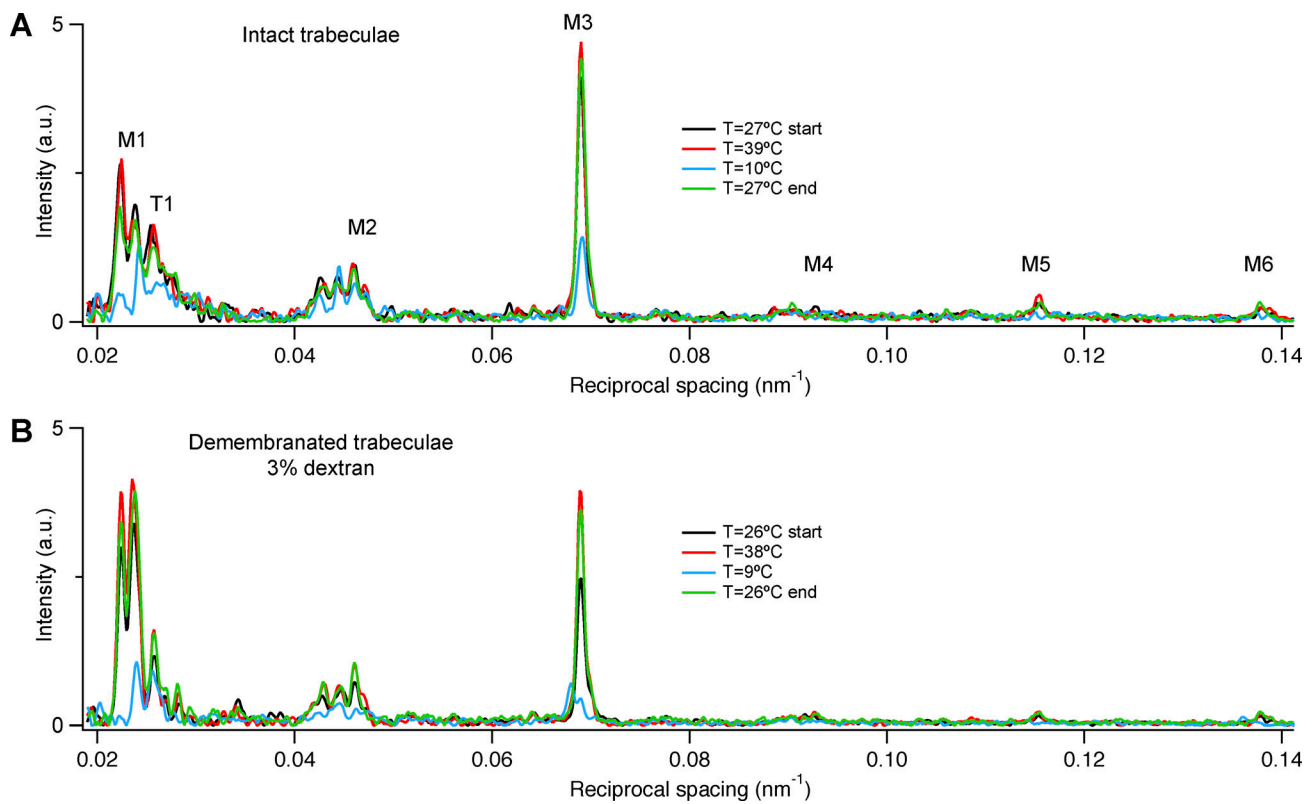 A
Intact trabeculae
5
0
Intensity (a.u.)
M1
T1
M2
M3
M4
M5
M6
T=27ºC start
T=39ºC
T=10ºC
T=27ºC end
0.02
0.04
0.06
0.08
0.10
0.12
0.14
Reciprocal spacing (nm⁻¹)
B
Demembranated trabeculae
3% dextran
5
0
Intensity (a.u.)
T=26ºC start
T=38ºC
T=9ºC
T=26ºC end
0.02
0.04
0.06
0.08
0.10
0.12
0.14
Reciprocal spacing (nm⁻¹)